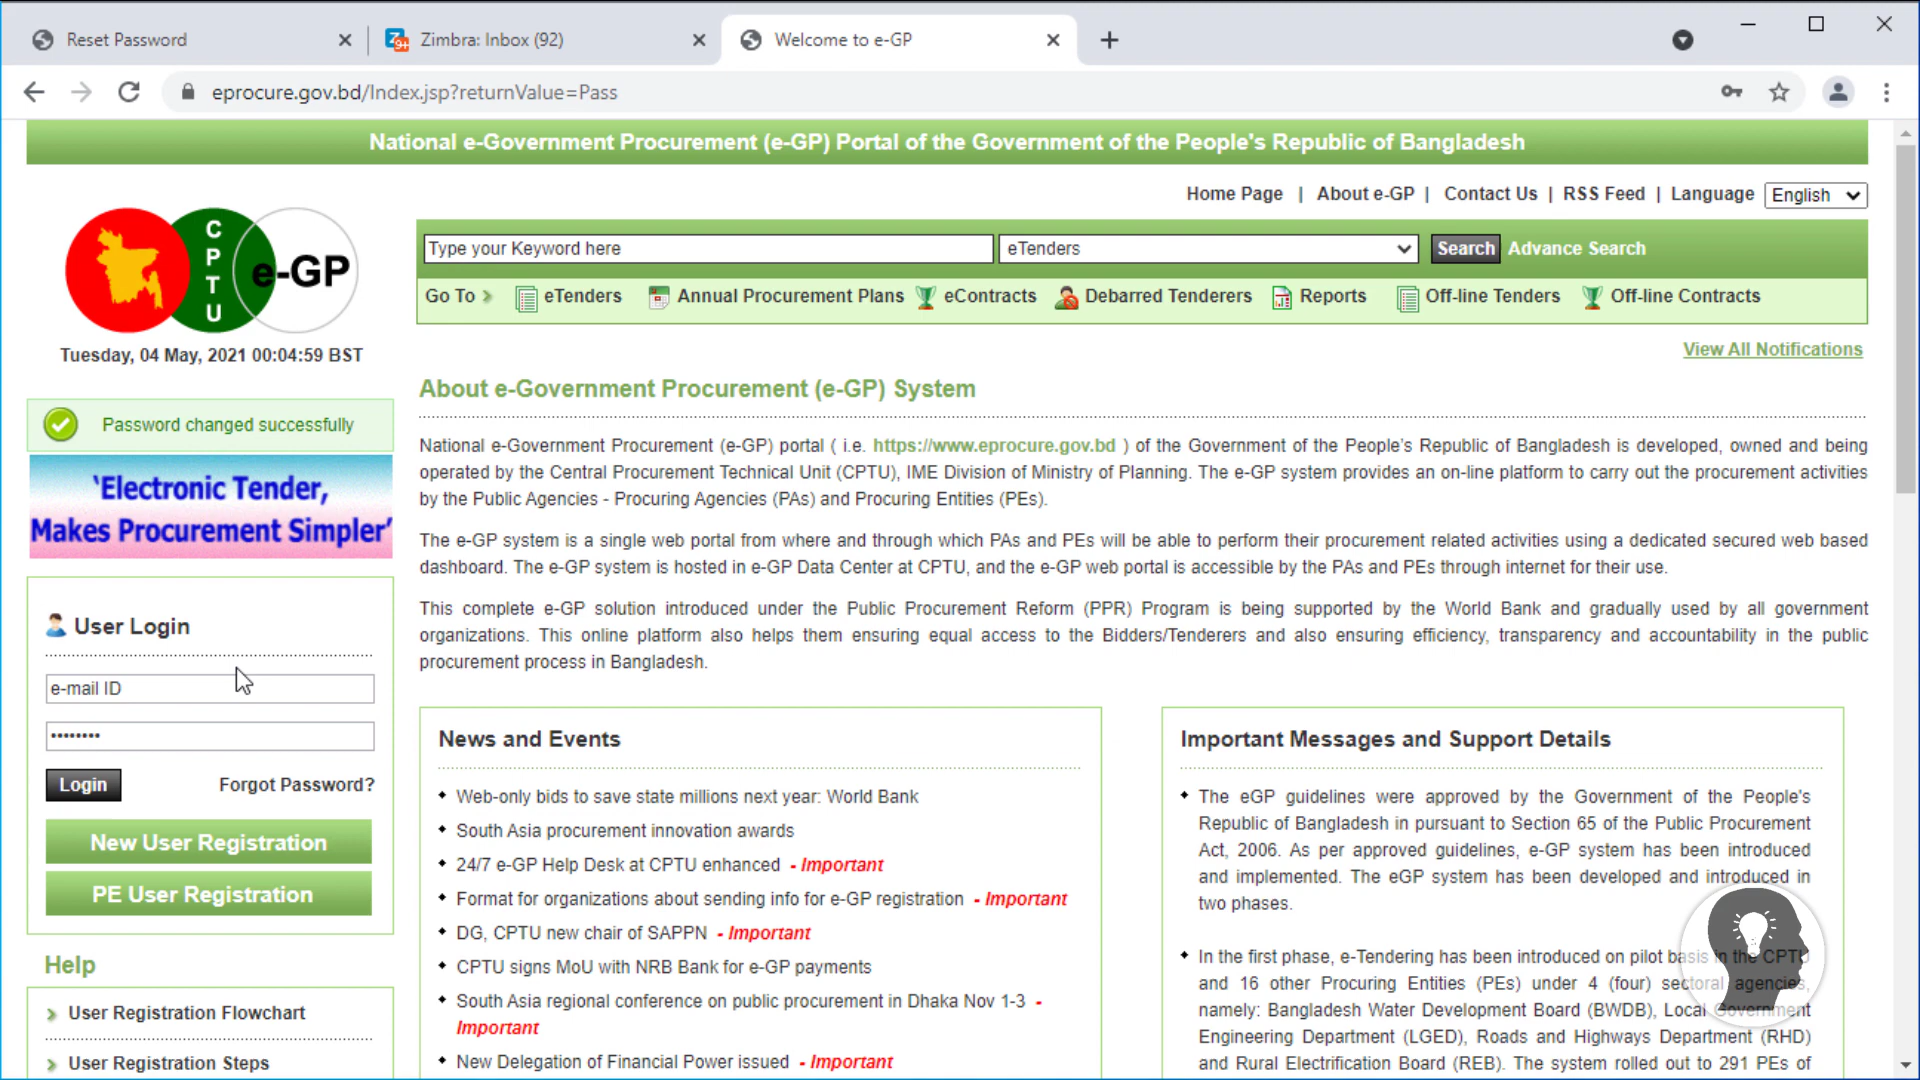 Reset Password
Zimbra: Inbox (92)
Welcome to e-GP
eprocure.gov.bd/Index.jsp?returnValue=Pass
National e-Government Procurement (e-GP) Portal of the Government of the People's Republic of Bangladesh
Home Page | About e-GP | Contact Us | RSS Feed | Language English
CPTU e-GP
Type your Keyword here eTenders Search Advance Search
Go To eTenders Annual Procurement Plans eContracts Debarred Tenderers Reports Off-line Tenders Off-line Contracts
Tuesday, 04 May, 2021 00:04:59 BST
View All Notifications
Password changed successfully
'Electronic Tender,
Makes Procurement Simpler'
User Login
e-mail ID
••••••••
Login Forgot Password?
New User Registration
PE User Registration
Help
User Registration Flowchart
User Registration Steps
About e-Government Procurement (e-GP) System
National e-Government Procurement (e-GP) portal ( i.e. https://www.eprocure.gov.bd ) of the Government of the People's Republic of Bangladesh is developed, owned and being
operated by the Central Procurement Technical Unit (CPTU), IME Division of Ministry of Planning. The e-GP system provides an on-line platform to carry out the procurement activities
by the Public Agencies - Procuring Agencies (PAs) and Procuring Entities (PEs).
The e-GP system is a single web portal from where and through which PAs and PEs will be able to perform their procurement related activities using a dedicated secured web based
dashboard. The e-GP system is hosted in e-GP Data Center at CPTU, and the e-GP web portal is accessible by the PAs and PEs through internet for their use.
This complete e-GP solution introduced under the Public Procurement Reform (PPR) Program is being supported by the World Bank and gradually used by all government
organizations. This online platform also helps them ensuring equal access to the Bidders/Tenderers and also ensuring efficiency, transparency and accountability in the public
procurement process in Bangladesh.
News and Events
Web-only bids to save state millions next year: World Bank
South Asia procurement innovation awards
24/7 e-GP Help Desk at CPTU enhanced - Important
Format for organizations about sending info for e-GP registration - Important
DG, CPTU new chair of SAPPN - Important
CPTU signs MoU with NRB Bank for e-GP payments
South Asia regional conference on public procurement in Dhaka Nov 1-3 -
Important
New Delegation of Financial Power issued - Important
Important Messages and Support Details
The eGP guidelines were approved by the Government of the People's
Republic of Bangladesh in pursuant to Section 65 of the Public Procurement
Act, 2006. As per approved guidelines, e-GP system has been introduced
and implemented. The eGP system has been developed and introduced in
two phases.
In the first phase, e-Tendering has been introduced on pilot basis in the CPTU
and 16 other Procuring Entities (PEs) under 4 (four) sectoral agencies,
namely: Bangladesh Water Development Board (BWDB), Local Government
Engineering Department (LGED), Roads and Highways Department (RHD)
and Rural Electrification Board (REB). The system rolled out to 291 PEs of